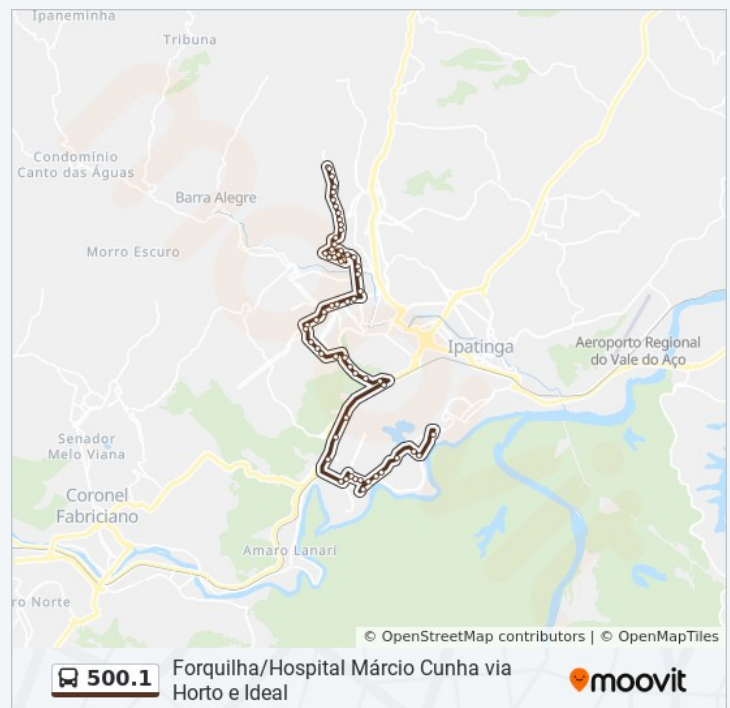 Ipaneminha
Tribuna
Condomínio
Canto das Águas
Barra Alegre
Morro Escuro
Ipatinga
Aeroporto Regional
do Vale do Aço
Senador
Melo Viana
Coronel
Fabriciano
Amaro Lanari
ro Norte
© OpenStreetMap contributors | © OpenMapTiles
500.1
Forquilha/Hospital Márcio Cunha via
Horto e Ideal
moovit